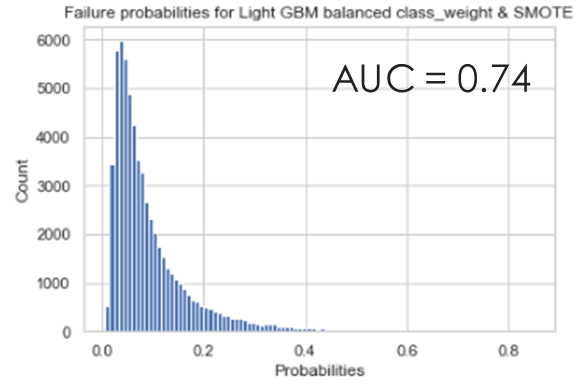 Failure probabilities for Light GBM balanced class_weight & SMOTE
AUC = 0.74
Count
6000
5000
4000
3000
2000
1000
0
0.0 0.2 0.4 0.6 0.8
Probabilities